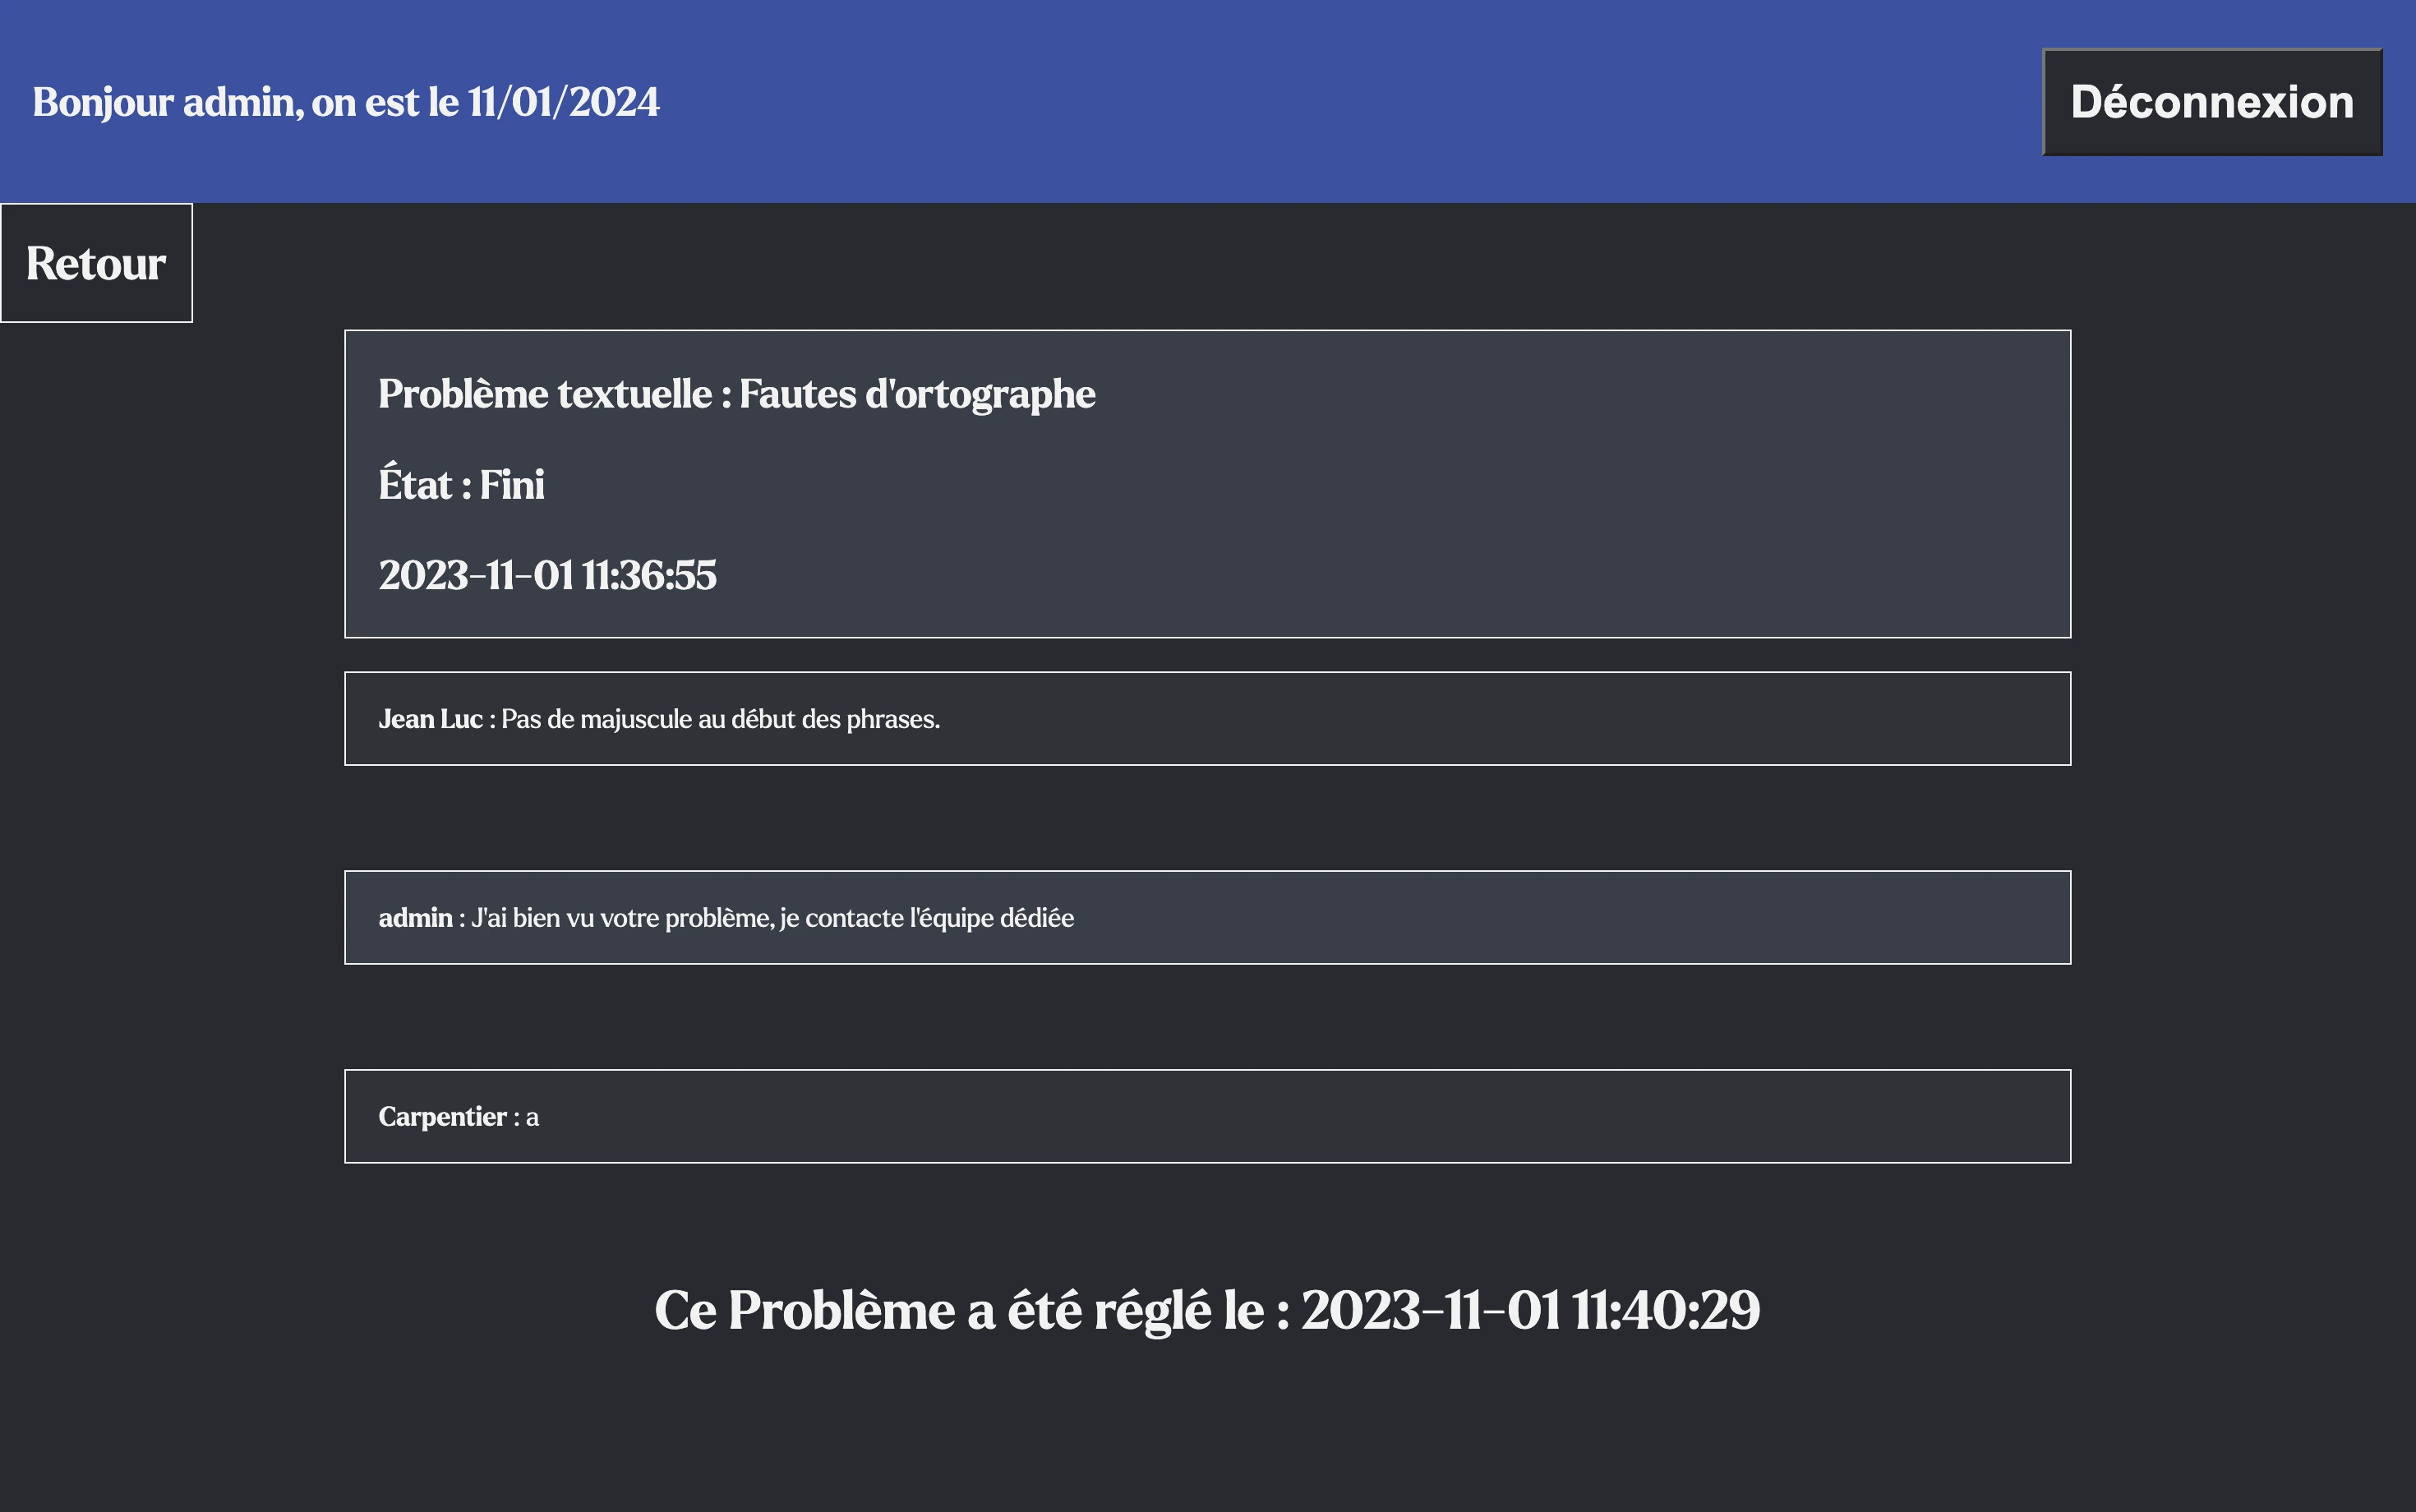 Bonjour admin, on est le 11/01/2024
Déconnexion
Retour
Problème textuelle : Fautes d'ortographe
État : Fini
2023-11-01 11:36:55
Jean Luc : Pas de majuscule au début des phrases.
admin : J'ai bien vu votre problème, je contacte l'équipe dédiée
Carpentier : a
Ce Problème a été réglé le : 2023-11-01 11:40:29